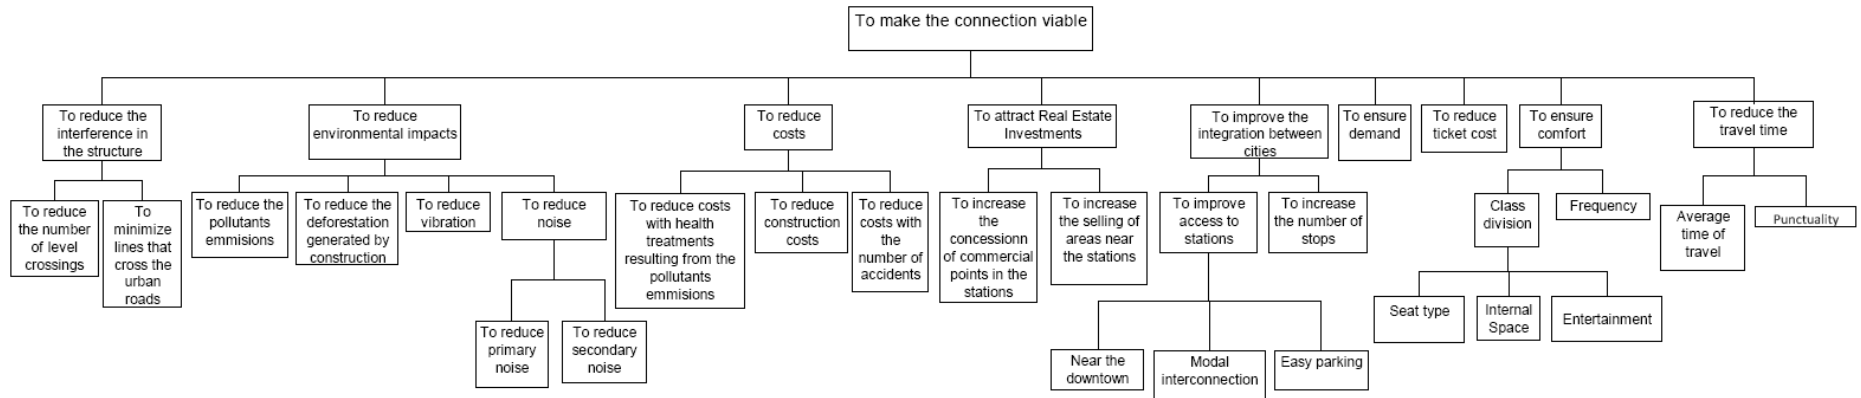 To make the connection viable
To reduce the
interference in
the structure
To reduce
environmental impacts
To reduce
costs
To attract Real Estate
Investments
To improve the
integration between
cities
To ensure
demand
To reduce
ticket cost
To ensure
comfort
To reduce the
travel time
To reduce
the number
of level
crossings
To
minimize
lines that
cross the
urban
roads
To reduce the
pollutants
emmisions
To reduce the
deforestation
generated by
construction
To reduce
vibration
To reduce
noise
To reduce costs
with health
treatments
resulting from the
pollutants
emmisions
To reduce
construction
costs
To reduce
costs with
the
number of
accidents
To increase
the
concessionn
of commercial
points in the
stations
To increase
the selling of
areas near
the stations
To improve
access to
stations
To increase
the number of
stops
Class
division
Frequency
Average
time of
travel
Punctuality
To reduce
primary
noise
To reduce
secondary
noise
Near the
downtown
Modal
interconnection
Easy parking
Seat type
Internal
Space
Entertainment